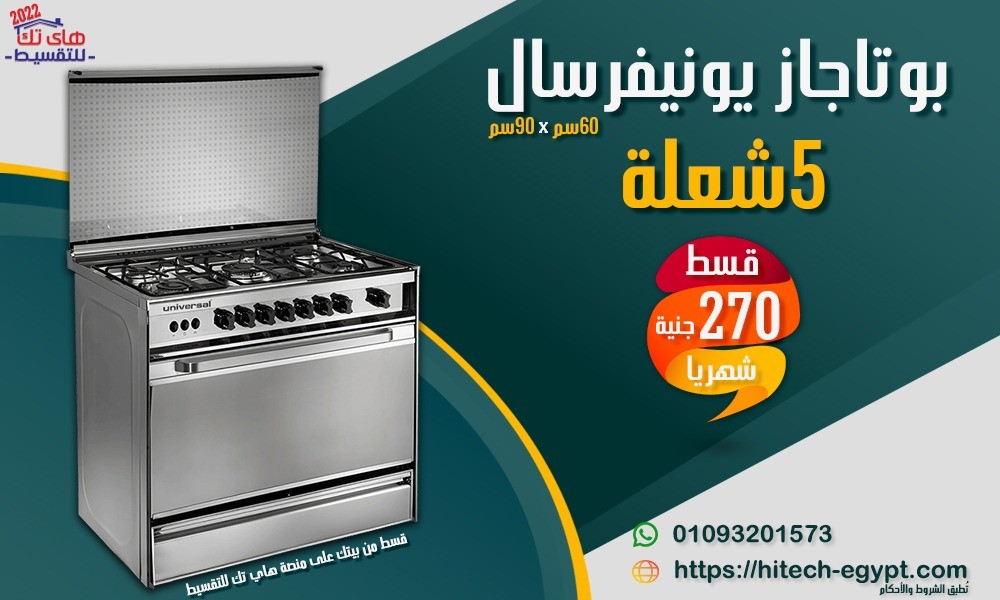 2022
هاى تك
-للتقسيط-
بوتاجاز يونيفرسال
60سم x 90سم
5شعلة
قسط
270 جنية
شهريا
universal
قسط من بيتك على منصة هاي تك للتقسيط
01093201573
https://hitech-egypt.com
تُطبق الشروط والأحكام